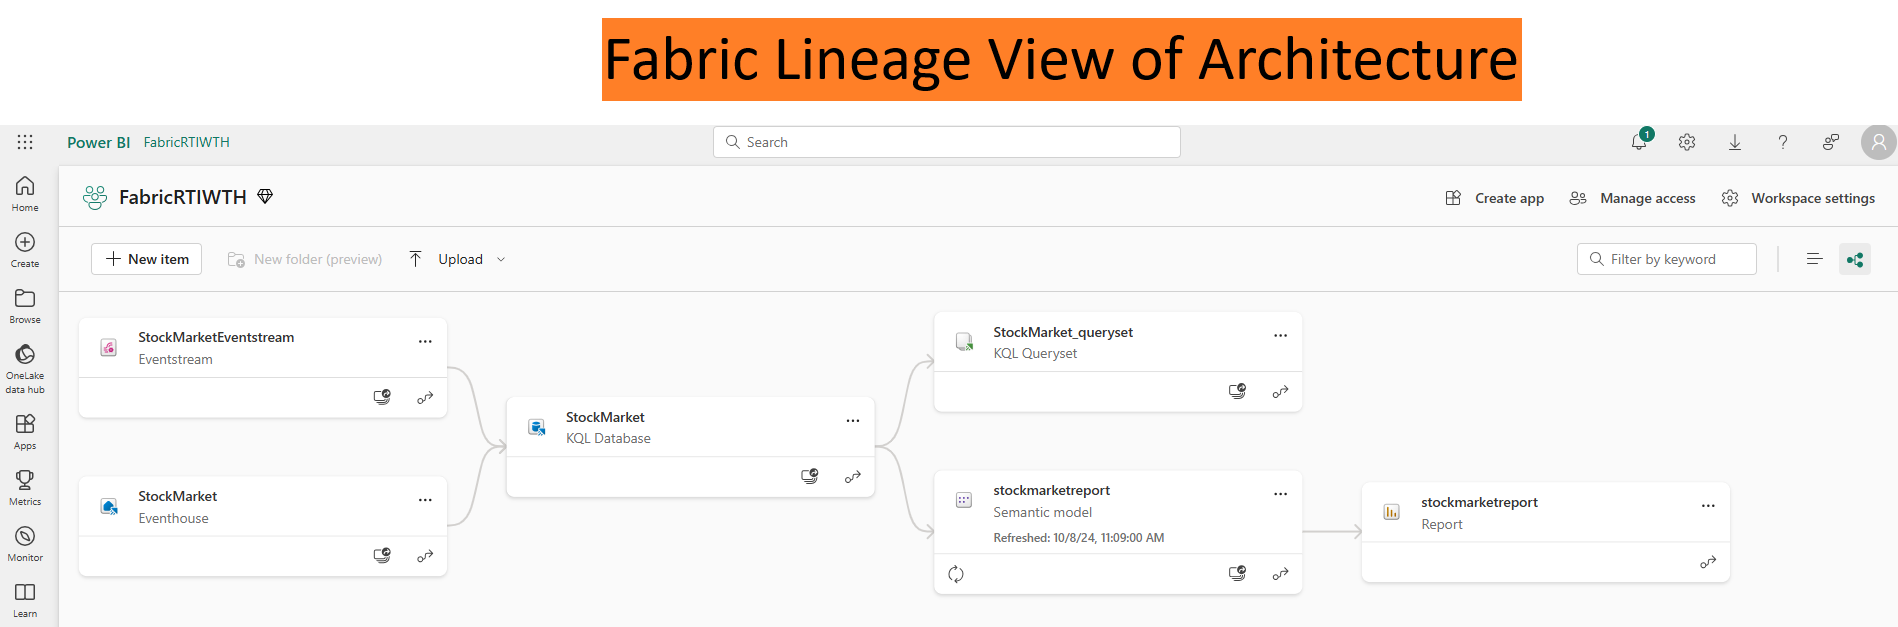 Fabric Lineage View of Architecture
Power BI FabricRTIWTH
Search
1
Home
Create
Browse
OneLake
data hub
Apps
Metrics
Monitor
Learn
FabricRTIWTH
Create app
Manage access
Workspace settings
New item
New folder (preview)
Upload
Filter by keyword
StockMarketEventstream
Eventstream
StockMarket
Eventhouse
StockMarket
KQL Database
StockMarket_queryset
KQL Queryset
stockmarketreport
Semantic model
Refreshed: 10/8/24, 11:09:00 AM
stockmarketreport
Report